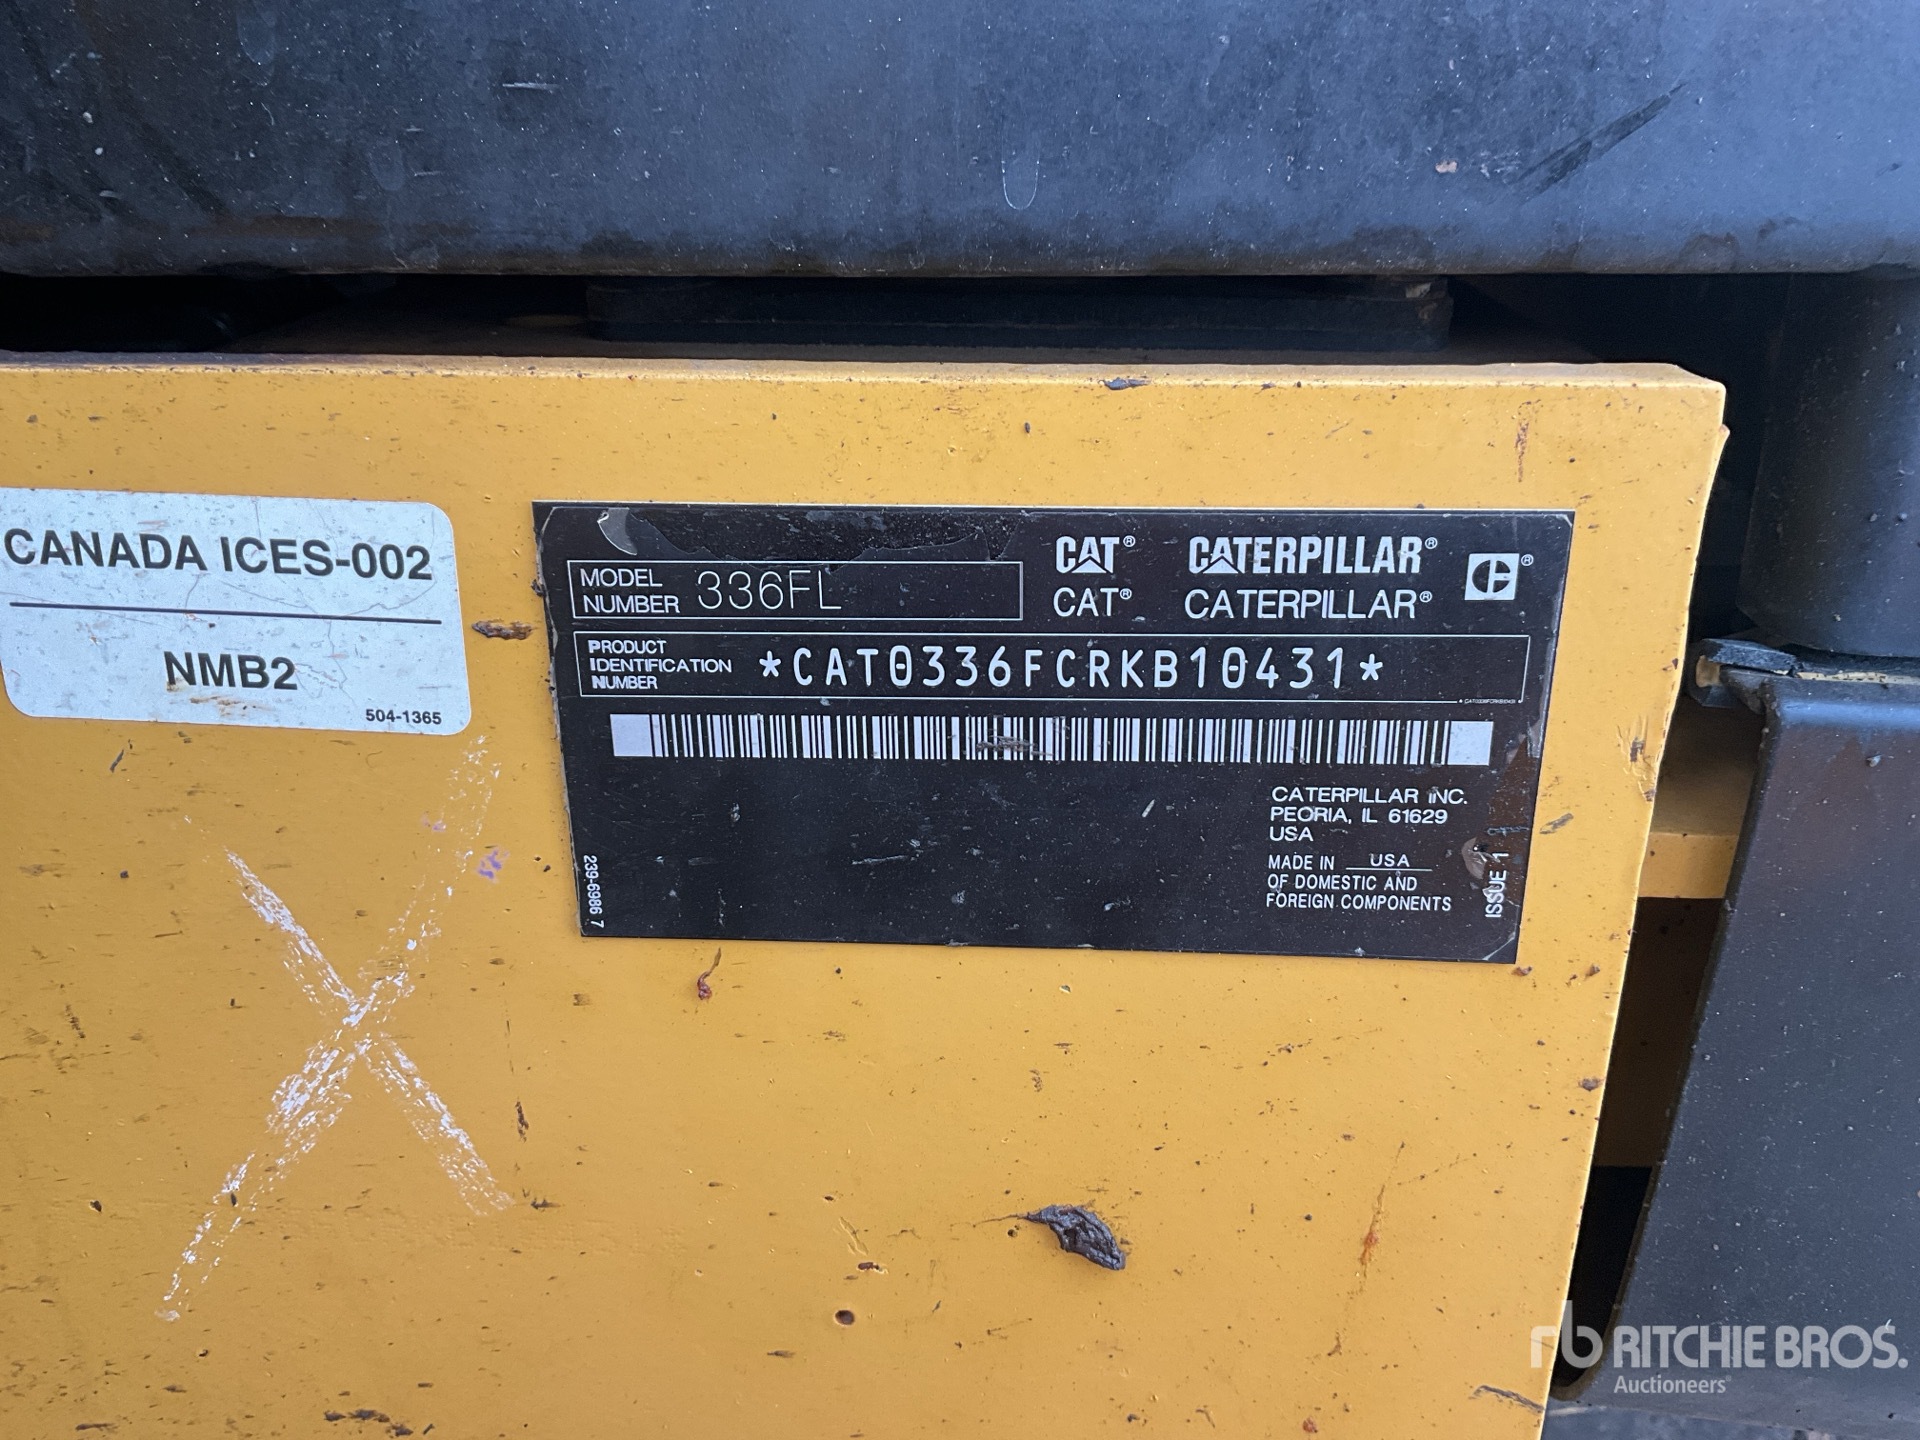 CANADA ICES-002
NMB2
504-1365
MODEL NUMBER 336FL
CAT® CATERPILLAR® ®
CAT® CATERPILLAR®
PRODUCT IDENTIFICATION NUMBER *CAT0336FCRKB10431*
*CAT0336FCRKB10431
CATERPILLAR INC.
PEORIA, IL 61629
USA
MADE IN USA
OF DOMESTIC AND
FOREIGN COMPONENTS
239-6986 7
ISSUE 1
rb RITCHIE BROS.
Auctioneers